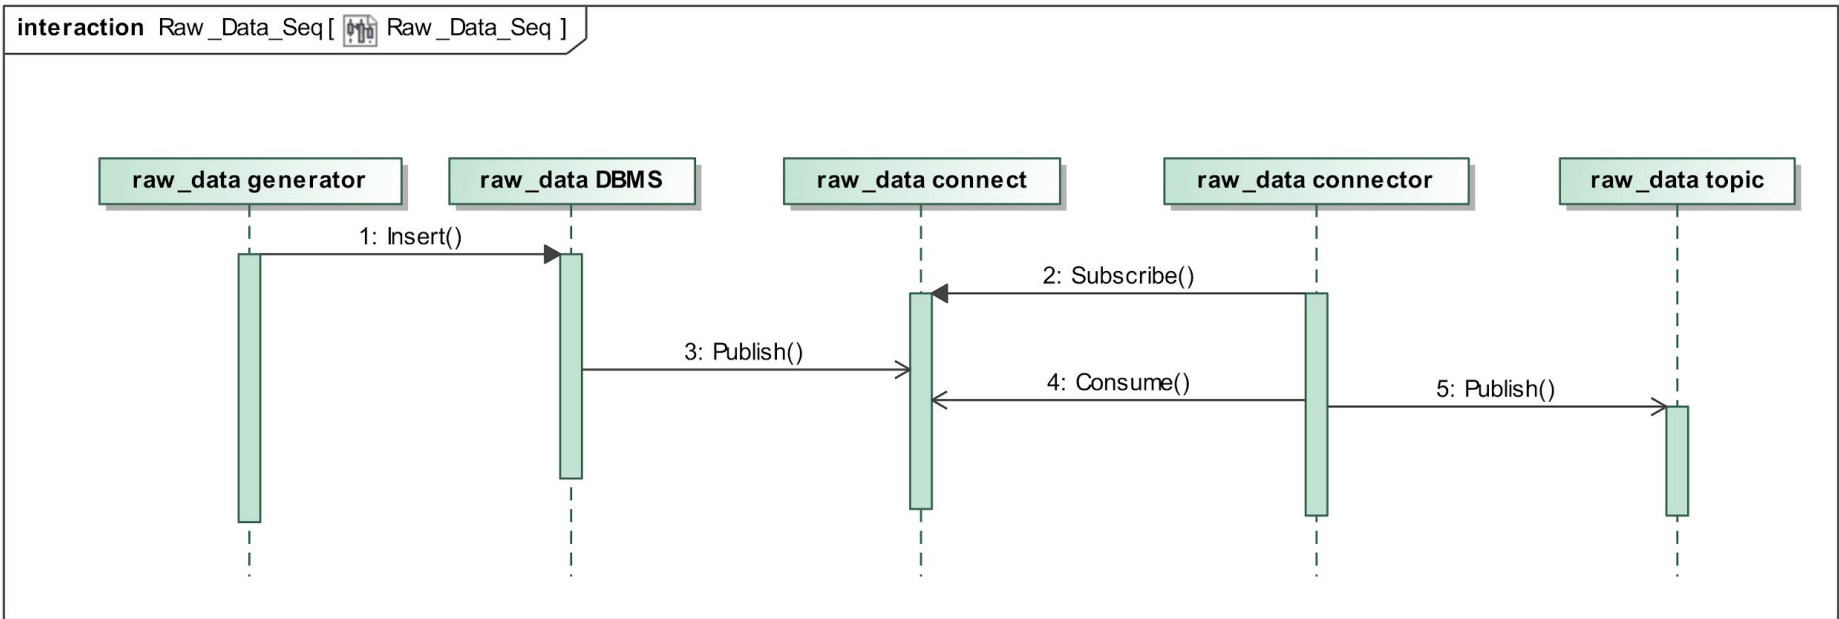 interaction Raw_Data_Seq [ Raw_Data_Seq ]
raw_data generator
raw_data DBMS
raw_data connect
raw_data connector
raw_data topic
1: Insert()
2: Subscribe()
3: Publish()
4: Consume()
5: Publish()